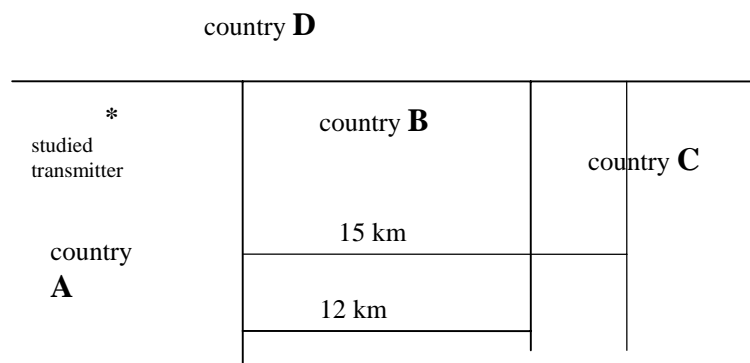 country D
*
studied
transmitter
country B
country C
country
A
15 km
12 km